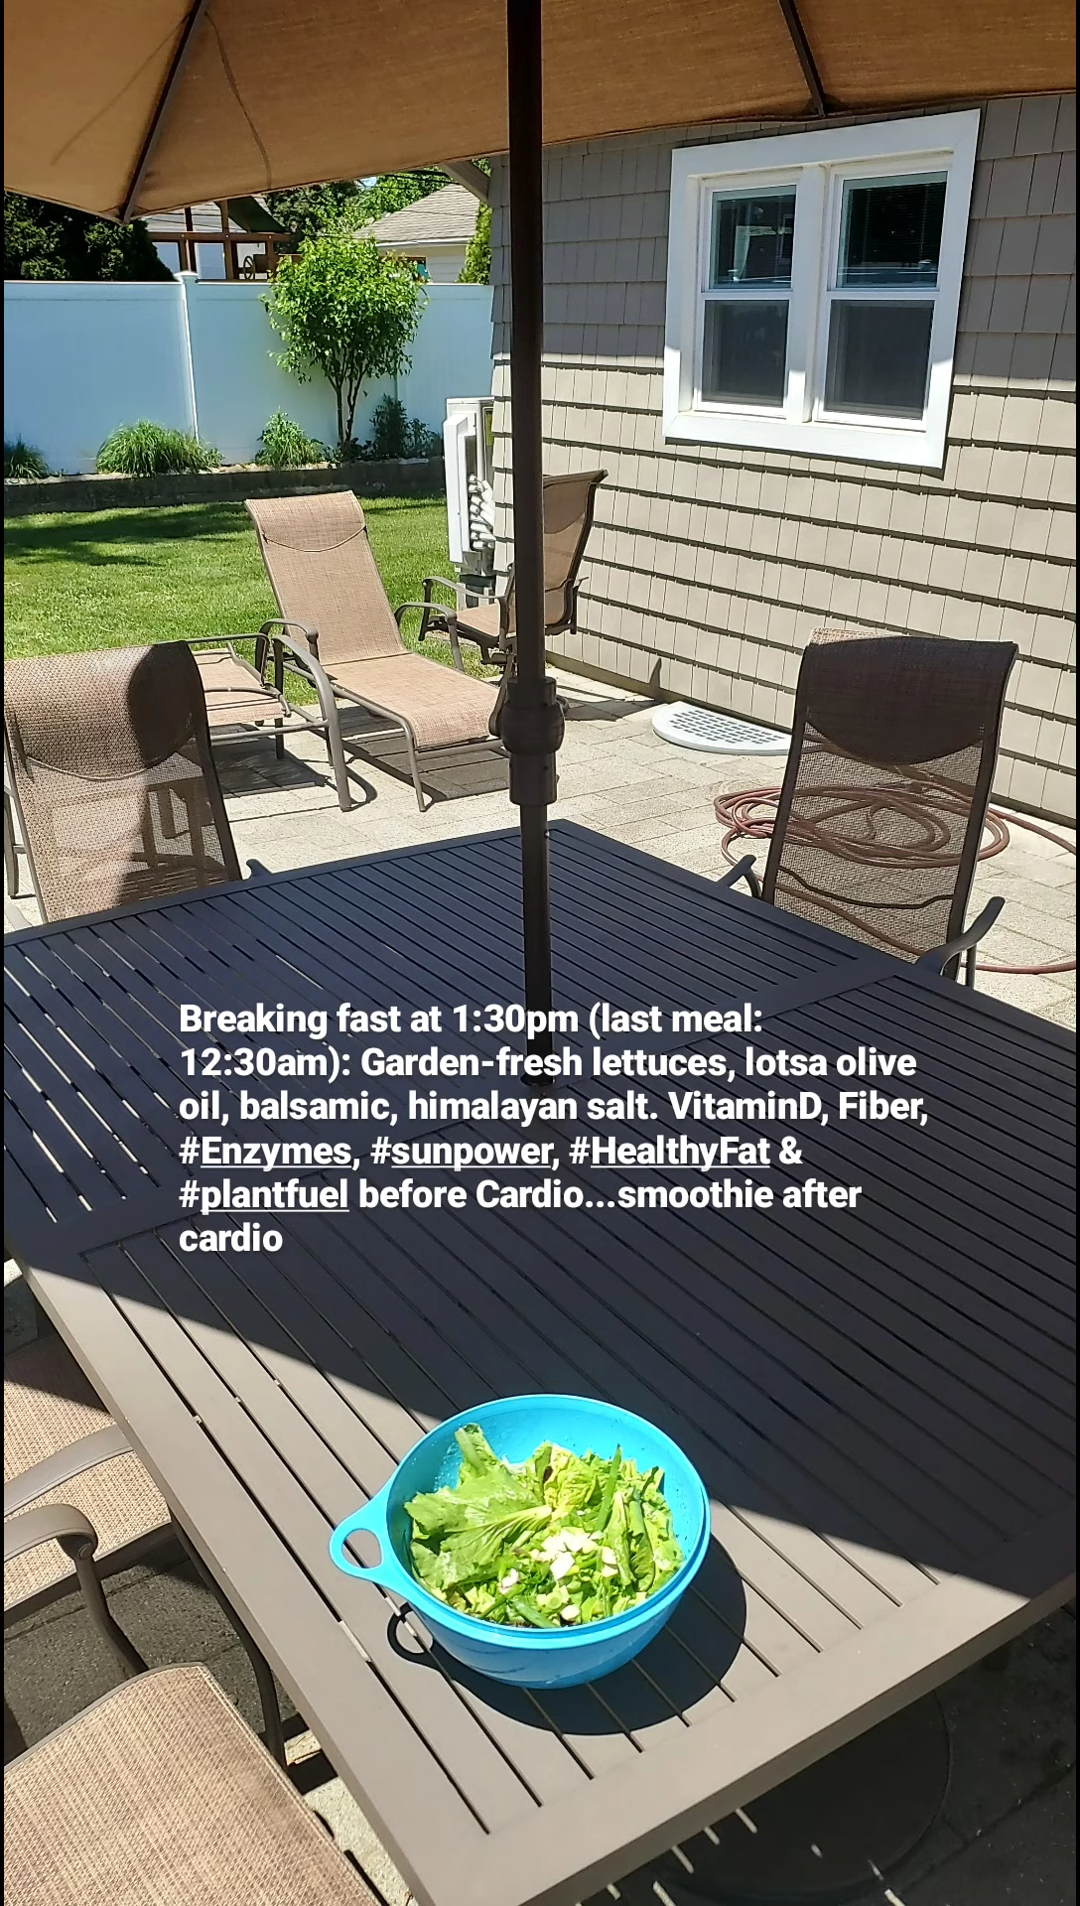 Breaking fast at 1:30pm (last meal:
12:30am): Garden-fresh lettuces, lotsa olive
oil, balsamic, himalayan salt. VitaminD, Fiber,
#Enzymes, #sunpower, #HealthyFat &
#plantfuel before Cardio...smoothie after
cardio